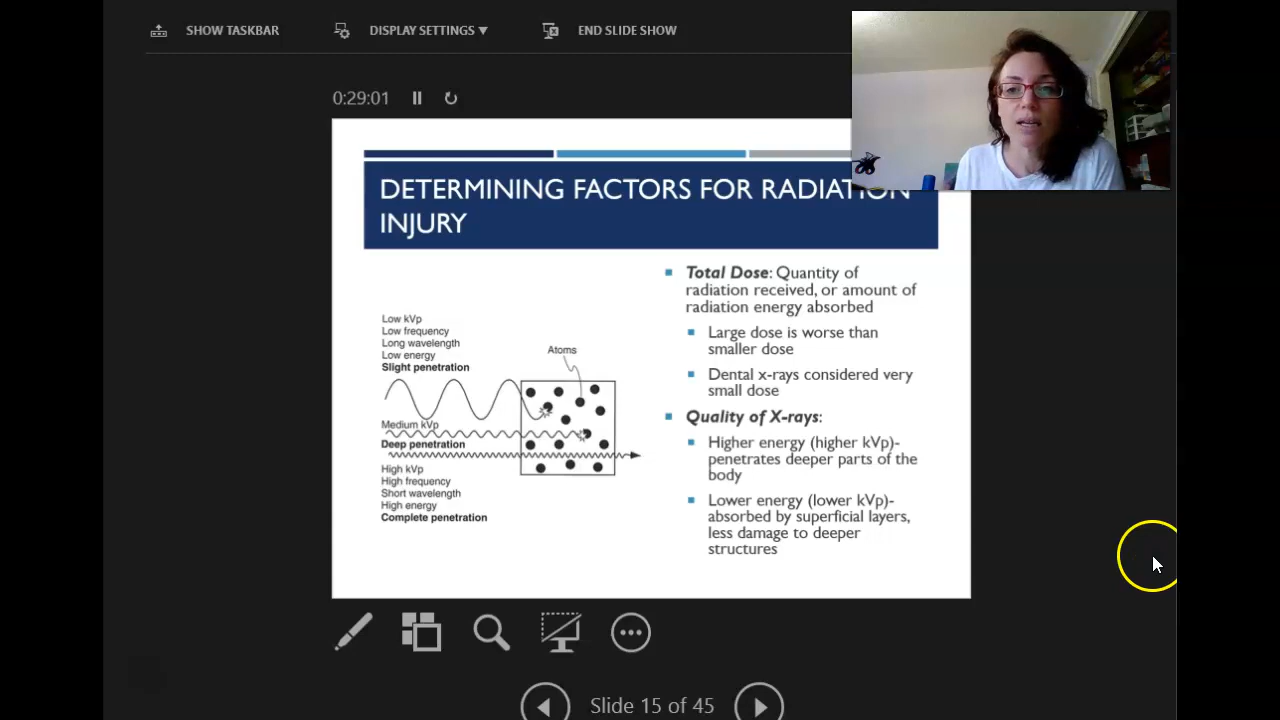 SHOW TASKBAR
DISPLAY SETTINGS
END SLIDE SHOW
0:29:01
DETERMINING FACTORS FOR RADIATION
INJURY
Low kVp
Low frequency
Long wavelength
Low energy
Slight penetration
Atoms
Medium kVp
Deep penetration
High kVp
High frequency
Short wavelength
High energy
Complete penetration
Total Dose: Quantity of
radiation received, or amount of
radiation energy absorbed
Large dose is worse than
smaller dose
Dental x-rays considered very
small dose
Quality of X-rays:
Higher energy (higher kVp)-
penetrates deeper parts of the
body
Lower energy (lower kVp)-
absorbed by superficial layers,
less damage to deeper
structures
Slide 15 of 45